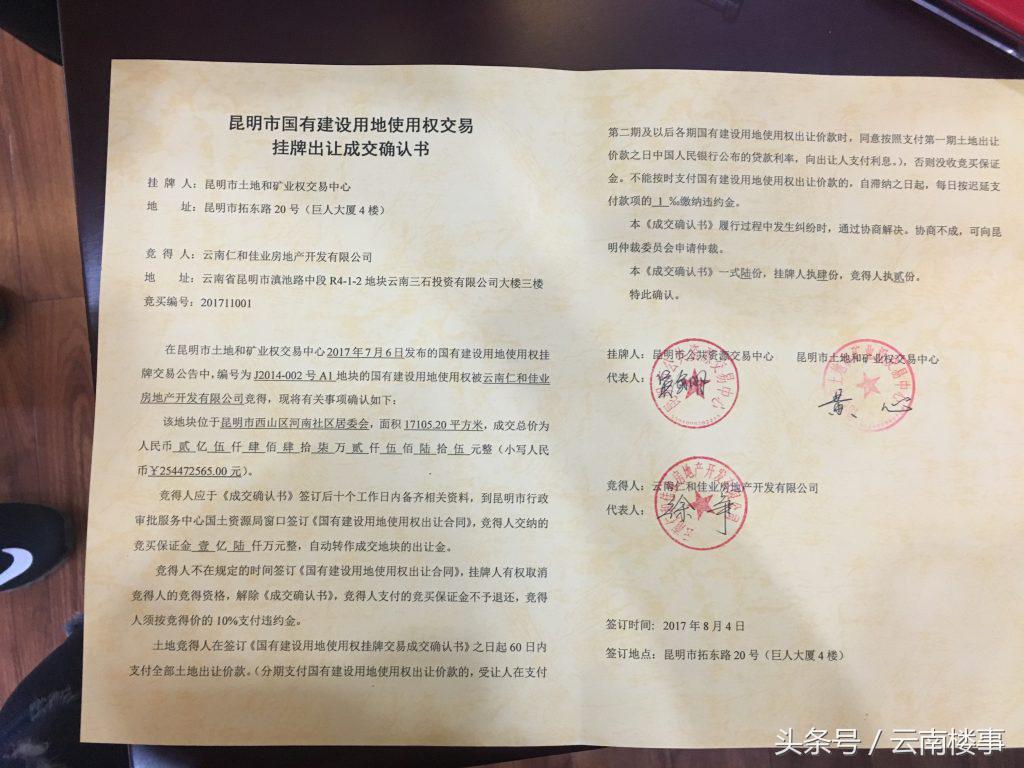 昆明市国有建设用地使用权交易
挂牌出让成交确认书
挂 牌 人：昆明市土地和矿业权交易中心
地 址：昆明市拓东路20号（巨人大厦4楼）
竞 得 人：云南仁和佳业房地产开发有限公司
地 址：云南省昆明市滇池路中段R4-1-2地块云南三石投资有限公司大楼三楼
竞买编号：201711001
在昆明市土地和矿业权交易中心2017年7月6日发布的国有建设用地使用权挂
牌交易公告中，编号为J2014-002号A1地块的国有建设用地使用权被云南仁和佳业
房地产开发有限公司竞得，现将有关事项确认如下：
该地块位于昆明市西山区河南社区居委会，面积17105.20平方米，成交总价为
人民币 贰 亿 伍 仟 肆 佰 肆 拾 柒 万 贰 仟 伍 佰 陆 拾 伍 元整（小写人民
币￥254472565.00元）。
竞得人应于《成交确认书》签订后十个工作日内备齐相关资料，到昆明市行政
审批服务中心国土资源局窗口签订《国有建设用地使用权出让合同》，竞得人交纳的
竞买保证金 壹 亿 陆 仟万元整，自动转作成交地块的出让金。
竞得人不在规定的时间签订《国有建设用地使用权出让合同》，挂牌人有权取消
竞得人的竞得资格，解除《成交确认书》，竞得人支付的竞买保证金不予退还，竞得
人须按竞得价的10%支付违约金。
土地竞得人在签订《国有建设用地使用权挂牌交易成交确认书》之日起60日内
支付全部土地出让价款。（分期支付国有建设用地使用权出让价款的，受让人在支付
第二期及以后各期国有建设用地使用权出让价款时，同意按照支付第一期土地出让
价款之日中国人民银行公布的贷款利率，向出让人支付利息。），否则没收竞买保证
金。不能按时支付国有建设用地使用权出让价款的，自滞纳之日起，每日按迟延支
付款项的 1 ‰缴纳违约金。
本《成交确认书》履行过程中发生纠纷时，通过协商解决。协商不成，可向昆
明仲裁委员会申请仲裁。
本《成交确认书》一式陆份，挂牌人执肆份，竞得人执贰份。
特此确认。
挂牌人：昆明市公共资源交易中心 昆明市土地和矿业权交易中心
代表人：
竞得人：云南仁和佳业房地产开发有限公司
代表人： 徐争
签订时间：2017年8月4日
签订地点：昆明市拓东路20号（巨人大厦4楼）
头条号 / 云南楼事